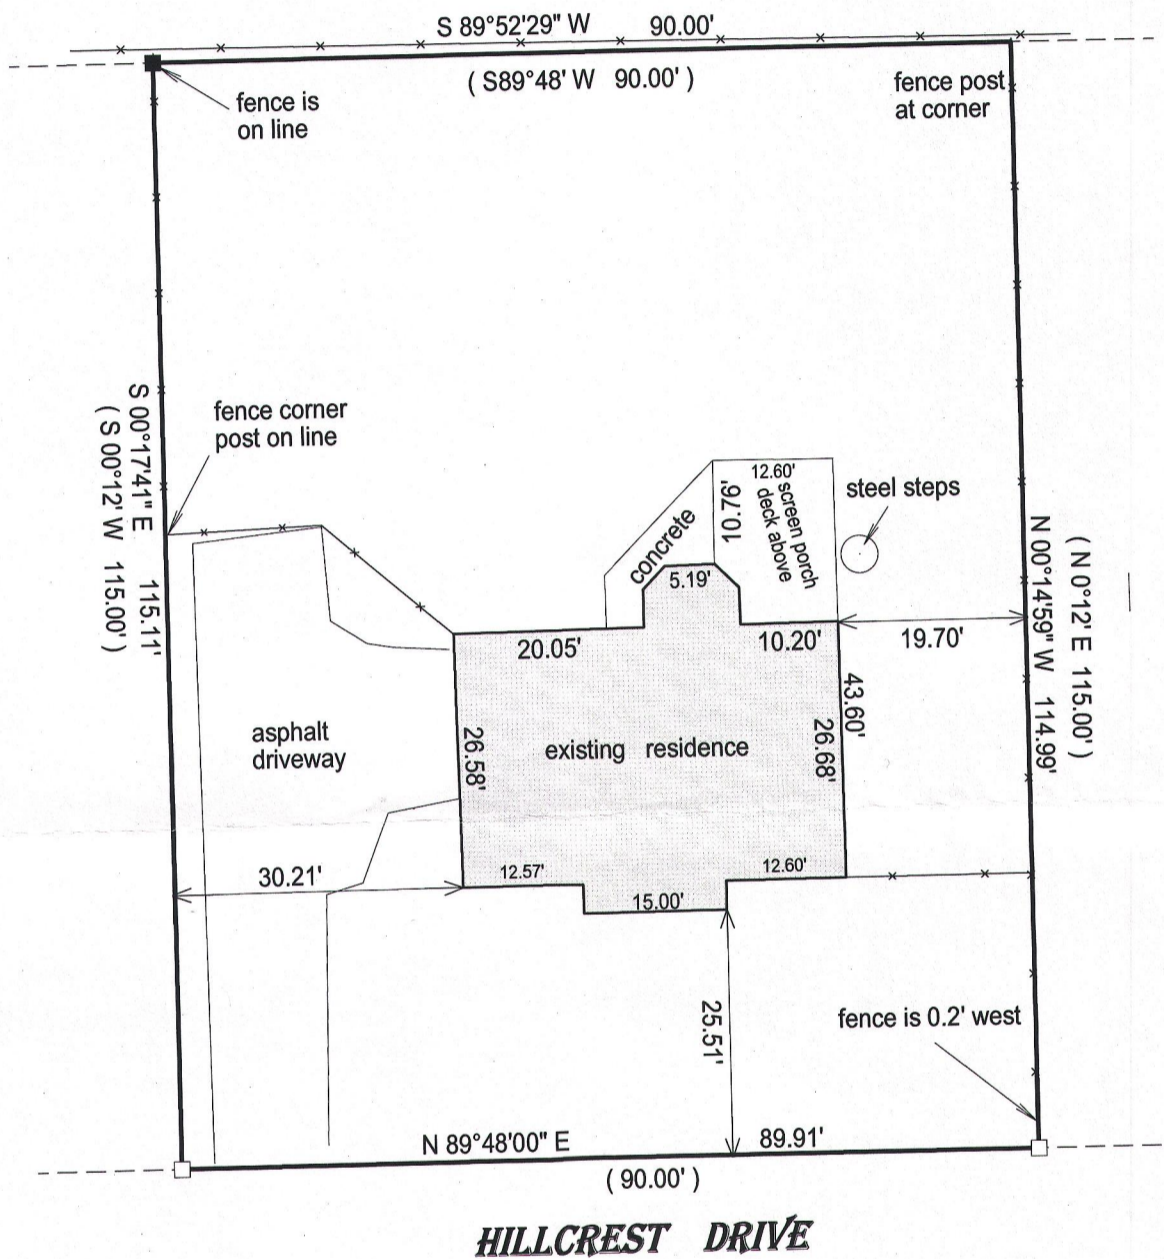 S 89°52'29" W 90.00'
( S89°48' W 90.00' )
fence is
on line
fence post
at corner
S 00°17'41" E 115.11'
( S 00°12' W 115.00' )
fence corner
post on line
concrete
10.76'
12.60'
screen porch
deck above
steel steps
5.19'
20.05'
10.20'
19.70'
( N 0°12' E 115.00' )
N 00°14'59" W 114.99'
43.60'
26.68'
26.58'
existing residence
asphalt
driveway
30.21'
12.57'
15.00'
12.60'
25.51'
fence is 0.2' west
N 89°48'00" E 89.91'
( 90.00' )
HILLCREST DRIVE